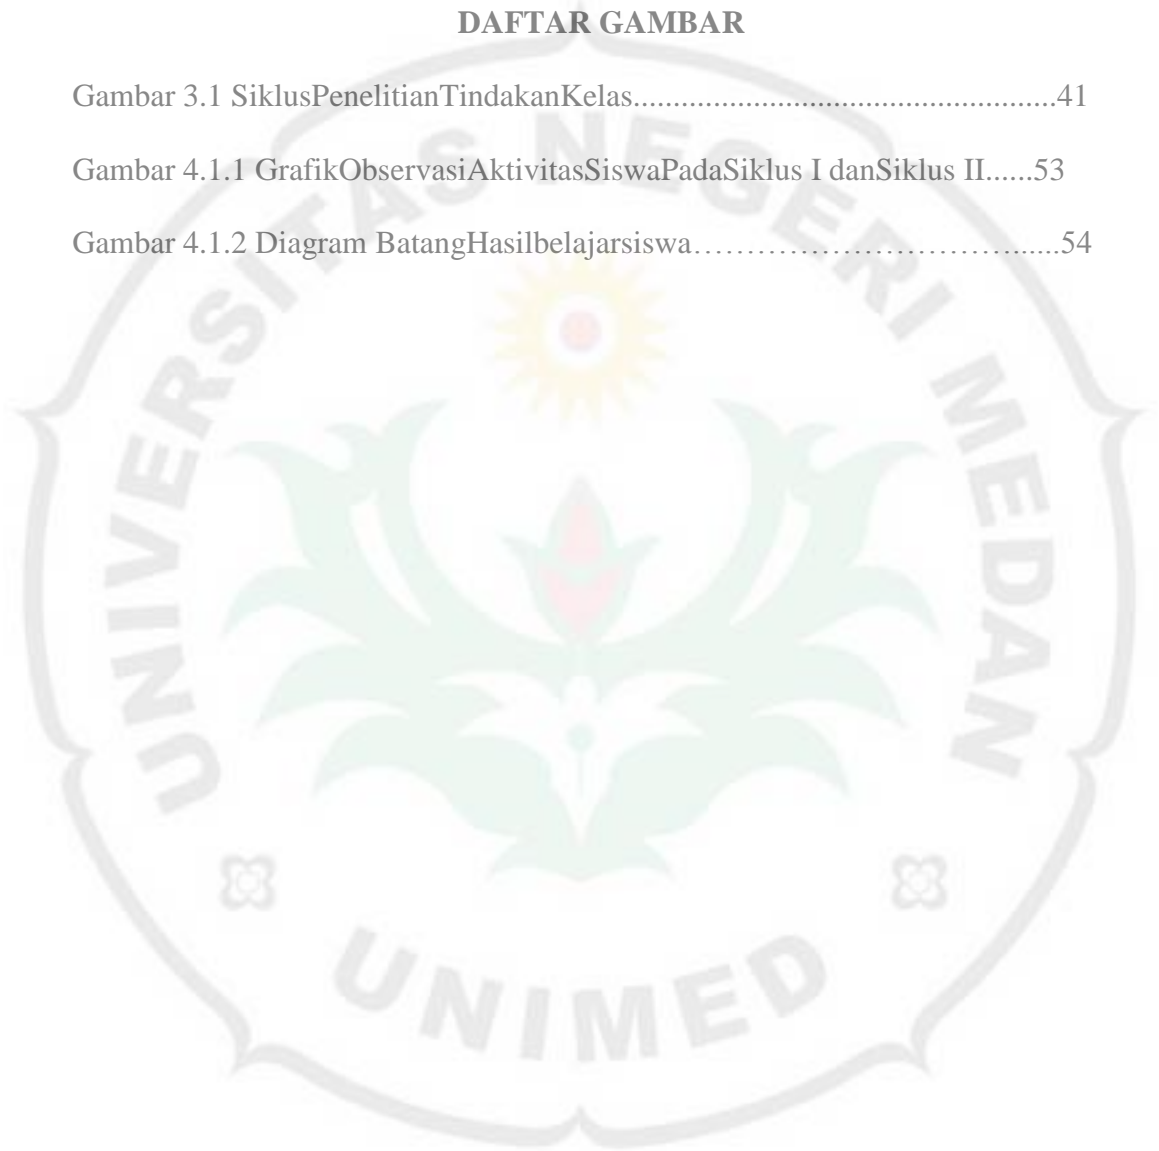 DAFTAR GAMBAR
Gambar 3.1 SiklusPenelitianTindakanKelas....................................................41
Gambar 4.1.1 GrafikObservasiAktivitasSiswaPadaSiklus I danSiklus II......53
Gambar 4.1.2 Diagram BatangHasilbelajarsiswa…………………………......54
UNIVERSITAS NEGERI MEDAN
UNIMED